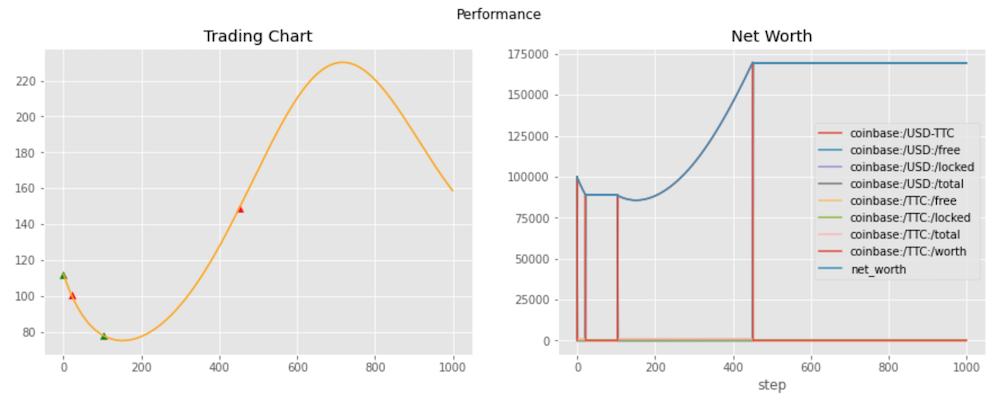 Performance
Trading Chart
220
200
180
160
140
120
100
80
0 200 400 600 800 1000
Net Worth
175000
150000
125000
100000
75000
50000
25000
0
coinbase:/USD-TTC
coinbase:/USD:/free
coinbase:/USD:/locked
coinbase:/USD:/total
coinbase:/TTC:/free
coinbase:/TTC:/locked
coinbase:/TTC:/total
coinbase:/TTC:/worth
net_worth
0 200 400 600 800 1000
step